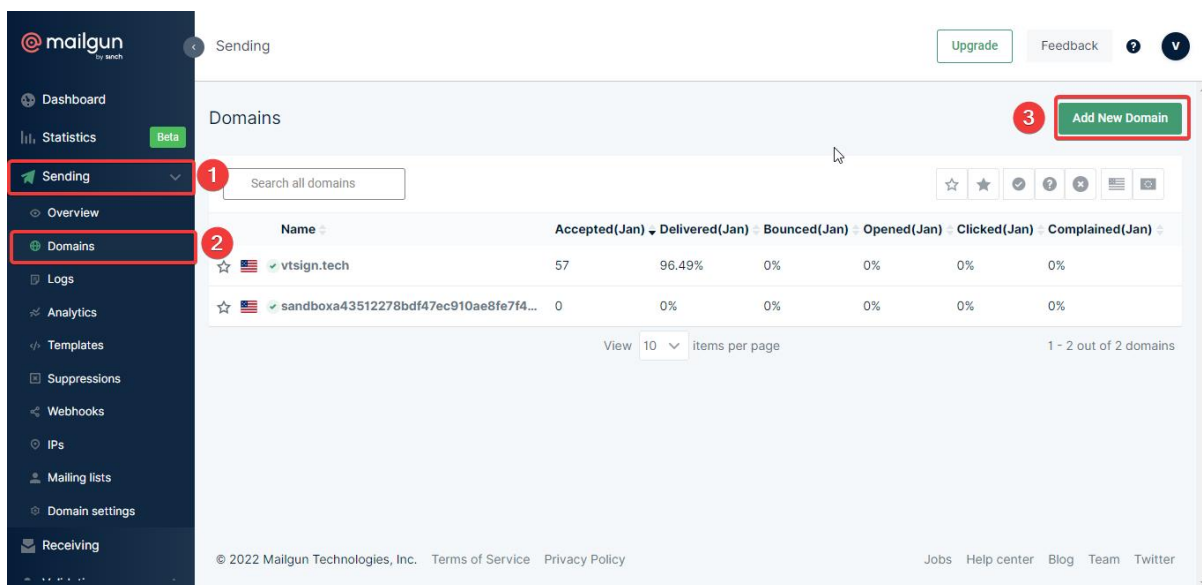 mailgun
by sinch
Sending
Upgrade
Feedback
?
V
Dashboard
Statistics
Beta
Sending
1
Overview
Domains
2
Logs
Analytics
Templates
Suppressions
Webhooks
IPs
Mailing lists
Domain settings
Receiving
Domains
3
Add New Domain
Search all domains
Name Accepted(Jan) Delivered(Jan) Bounced(Jan) Opened(Jan) Clicked(Jan) Complained(Jan)
vtsign.tech 57 96.49% 0% 0% 0% 0%
sandboxa43512278bdf47ec910ae8fe7f4... 0 0% 0% 0% 0% 0%
View 10 items per page
1 - 2 out of 2 domains
© 2022 Mailgun Technologies, Inc. Terms of Service Privacy Policy
Jobs Help center Blog Team Twitter